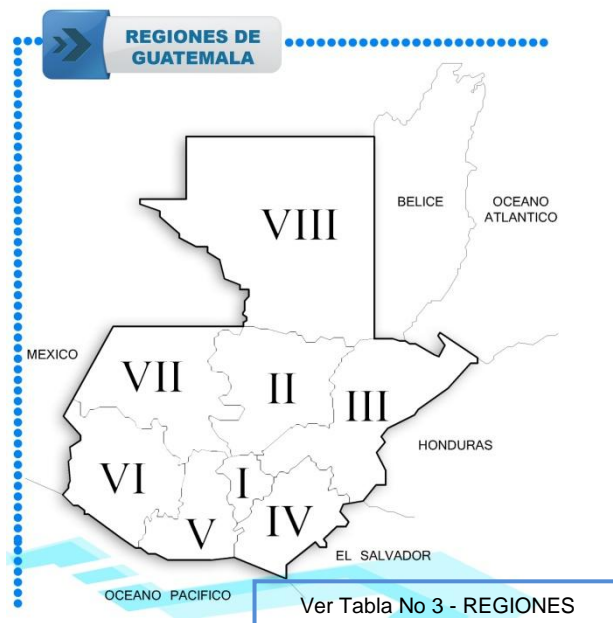 REGIONES DE
GUATEMALA
BELICE
OCEANO
ATLANTICO
VIII
MEXICO
VII
II
III
HONDURAS
VI
I
V
IV
EL SALVADOR
OCEANO PACIFICO
Ver Tabla No 3 - REGIONES